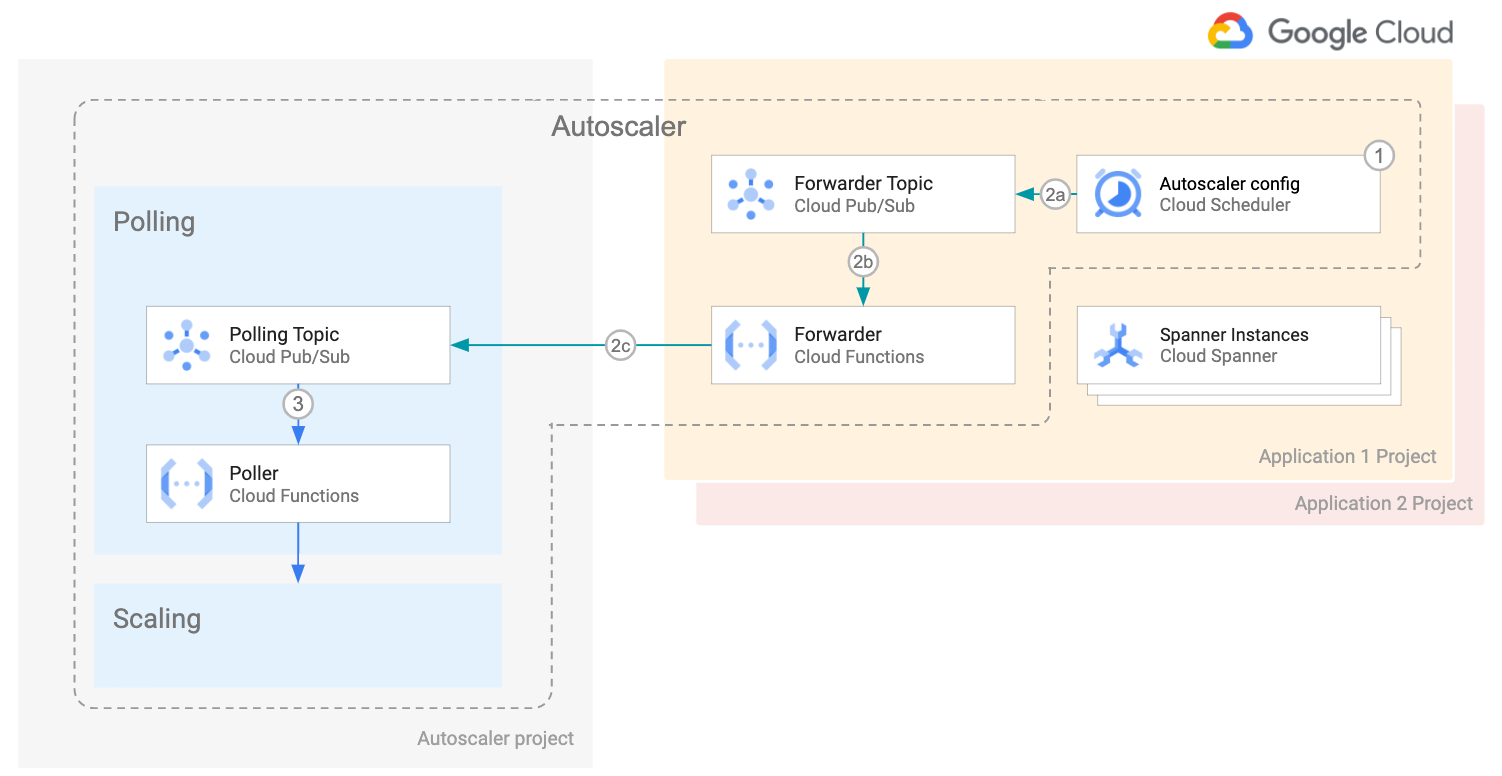 Google Cloud
Autoscaler
1
Forwarder Topic
Cloud Pub/Sub
2a
Autoscaler config
Cloud Scheduler
Polling
2b
Polling Topic
Cloud Pub/Sub
2c
Forwarder
Cloud Functions
Spanner Instances
Cloud Spanner
3
Poller
Cloud Functions
Application 1 Project
Application 2 Project
Scaling
Autoscaler project